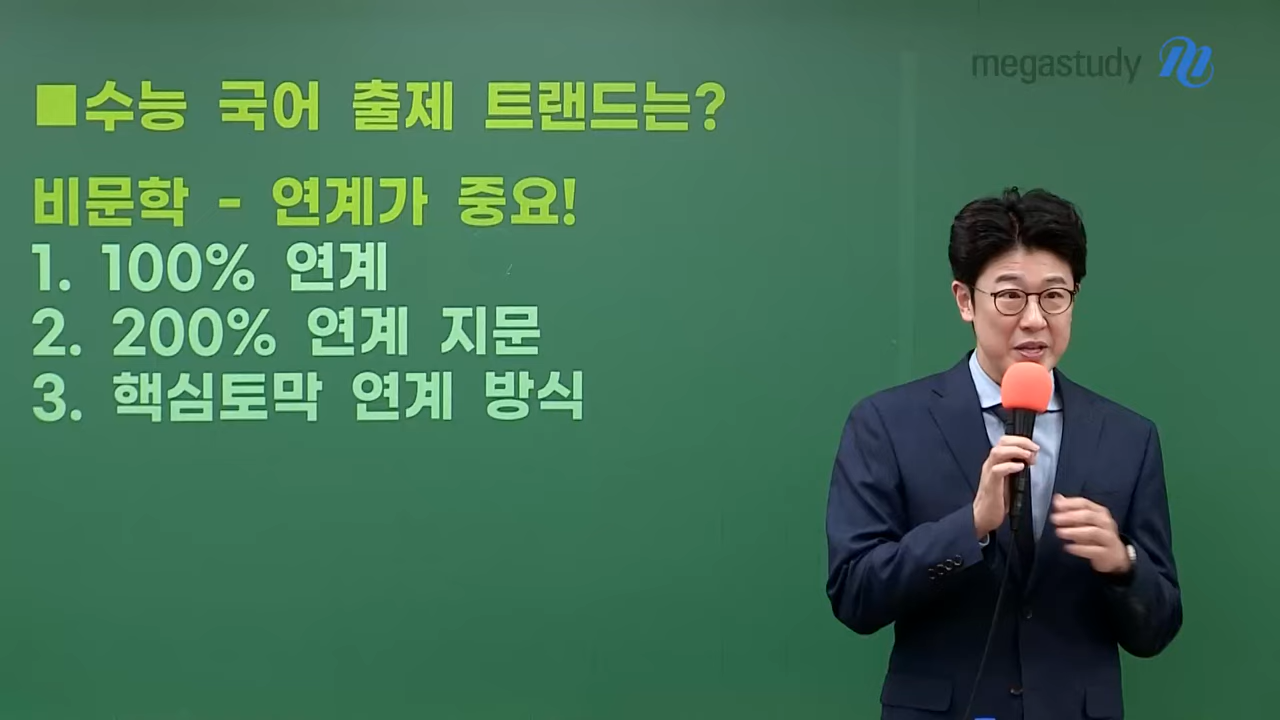 megastudy
■수능 국어 출제 트랜드는?
비문학 - 연계가 중요!
1. 100% 연계
2. 200% 연계 지문
3. 핵심토막 연계 방식